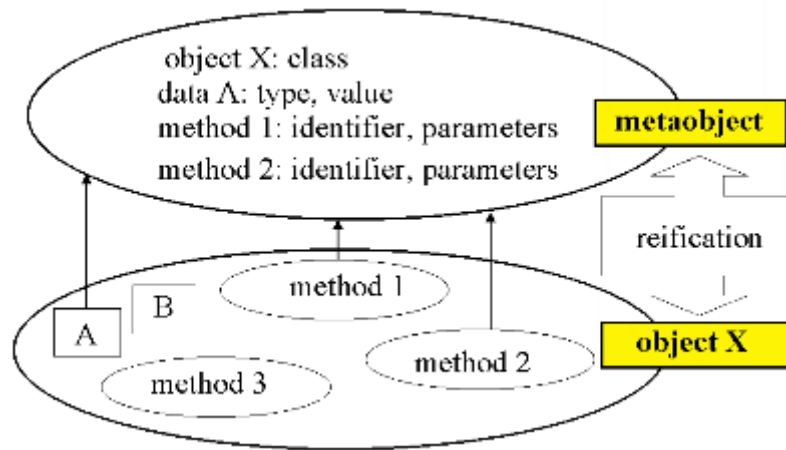 object X: class
data A: type, value
method 1: identifier, parameters
method 2: identifier, parameters
metaobject
reification
method 1
B
A
method 2
object X
method 3